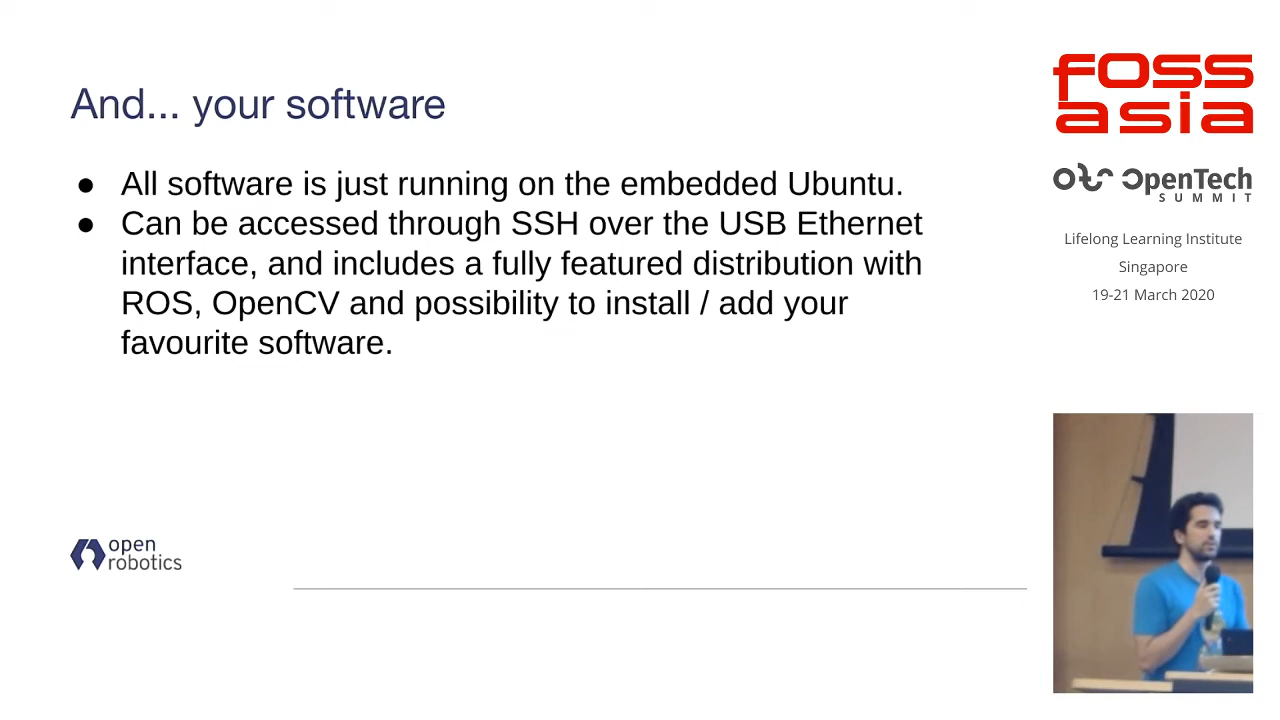 And... your software
● All software is just running on the embedded Ubuntu.
● Can be accessed through SSH over the USB Ethernet
interface, and includes a fully featured distribution with
ROS, OpenCV and possibility to install / add your
favourite software.
open
robotics
foss
asia
OpenTech
SUMMIT
Lifelong Learning Institute
Singapore
19-21 March 2020